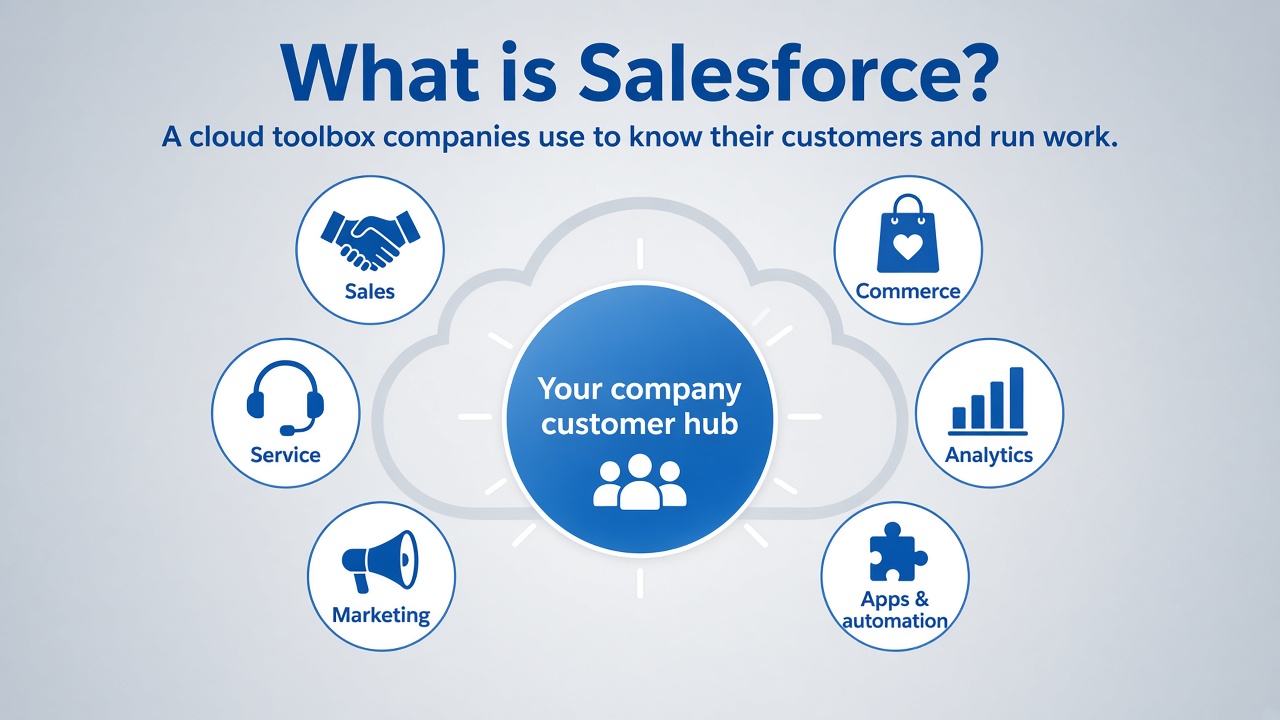 What is Salesforce?
A cloud toolbox companies use to know their customers and run work.
Sales
Commerce
Your company
customer hub
Service
Analytics
Marketing
Apps &
automation